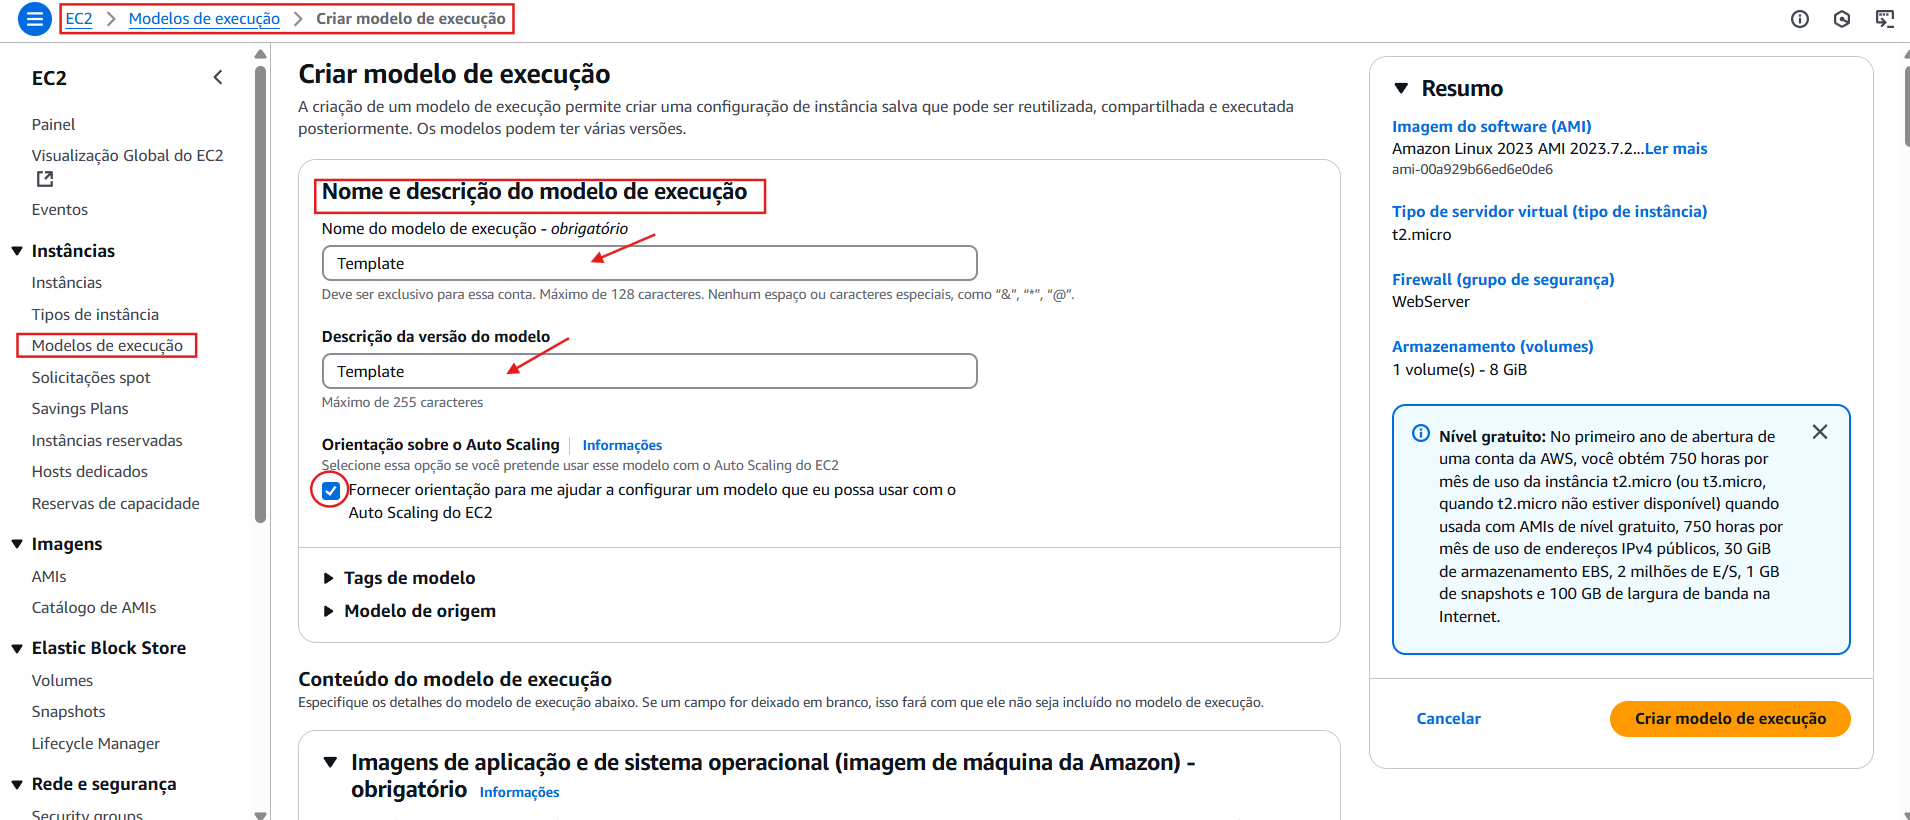 EC2 > Modelos de execução > Criar modelo de execução
EC2
Painel
Visualização Global do EC2
Eventos
Instâncias
Instâncias
Tipos de instância
Modelos de execução
Solicitações spot
Savings Plans
Instâncias reservadas
Hosts dedicados
Reservas de capacidade
Imagens
AMIs
Catálogo de AMIs
Elastic Block Store
Volumes
Snapshots
Lifecycle Manager
Rede e segurança
Security groups
Criar modelo de execução
A criação de um modelo de execução permite criar uma configuração de instância salva que pode ser reutilizada, compartilhada e executada
posteriormente. Os modelos podem ter várias versões.
Nome e descrição do modelo de execução
Nome do modelo de execução - obrigatório
Template
Deve ser exclusivo para essa conta. Máximo de 128 caracteres. Nenhum espaço ou caracteres especiais, como “&”, “*”, “@”.
Descrição da versão do modelo
Template
Máximo de 255 caracteres
Orientação sobre o Auto Scaling | Informações
Selecione essa opção se você pretende usar esse modelo com o Auto Scaling do EC2
Fornecer orientação para me ajudar a configurar um modelo que eu possa usar com o
Auto Scaling do EC2
Tags de modelo
Modelo de origem
Conteúdo do modelo de execução
Especifique os detalhes do modelo de execução abaixo. Se um campo for deixado em branco, isso fará com que ele não seja incluído no modelo de execução.
Imagens de aplicação e de sistema operacional (imagem de máquina da Amazon) -
obrigatório Informações
Resumo
Imagem do software (AMI)
Amazon Linux 2023 AMI 2023.7.2...Ler mais
ami-00a929b66ed6e0de6
Tipo de servidor virtual (tipo de instância)
t2.micro
Firewall (grupo de segurança)
WebServer
Armazenamento (volumes)
1 volume(s) - 8 GiB
Nível gratuito: No primeiro ano de abertura de
uma conta da AWS, você obtém 750 horas por
mês de uso da instância t2.micro (ou t3.micro,
quando t2.micro não estiver disponível) quando
usada com AMIs de nível gratuito, 750 horas por
mês de uso de endereços IPv4 públicos, 30 GiB
de armazenamento EBS, 2 milhões de E/S, 1 GB
de snapshots e 100 GB de largura de banda na
Internet.
Cancelar
Criar modelo de execução